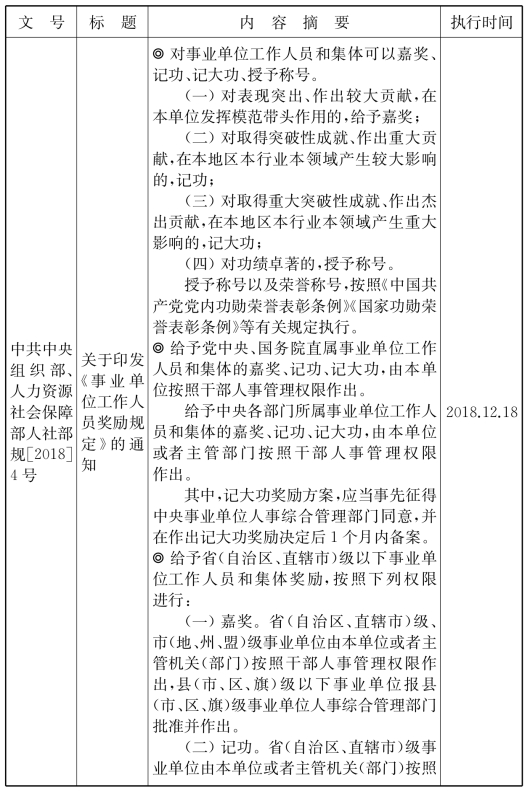 文号 标题 内容摘要 执行时间
中共中央
组织部、
人力资源
社会保障
部人社部
规[2018]
4号
关于印发
《事业单
位工作人
员奖励规
定》的通
知
◎ 对事业单位工作人员和集体可以嘉奖、
记功、记大功、授予称号。
（一）对表现突出、作出较大贡献,在
本单位发挥模范带头作用的,给予嘉奖;
（二）对取得突破性成就、作出重大贡
献,在本地区本行业本领域产生较大影响
的,记功;
（三）对取得重大突破性成就、作出杰
出贡献,在本地区本行业本领域产生重大
影响的,记大功;
（四）对功绩卓著的,授予称号。
授予称号以及荣誉称号,按照《中国共
产党党内功勋荣誉表彰条例》《国家功勋荣
誉表彰条例》等有关规定执行。
◎ 给予党中央、国务院直属事业单位工作
人员和集体的嘉奖、记功、记大功,由本单
位按照干部人事管理权限作出。
给予中央各部门所属事业单位工作人
员和集体的嘉奖、记功、记大功,由本单位
或者主管部门按照干部人事管理权限
作出。
其中,记大功奖励方案,应当事先征得
中央事业单位人事综合管理部门同意,并
在作出记大功奖励决定后1个月内备案。
◎ 给予省(自治区、直辖市)级以下事业单
位工作人员和集体奖励,按照下列权限
进行:
（一）嘉奖。省(自治区、直辖市)级、
市(地、州、盟)级事业单位由本单位或者主
管机关(部门)按照干部人事管理权限作
出,县(市、区、旗)级以下事业单位报县
(市、区、旗)级事业单位人事综合管理部门
批准并作出。
（二）记功。省(自治区、直辖市)级事
业单位由本单位或者主管机关(部门)按照
2018.12.18